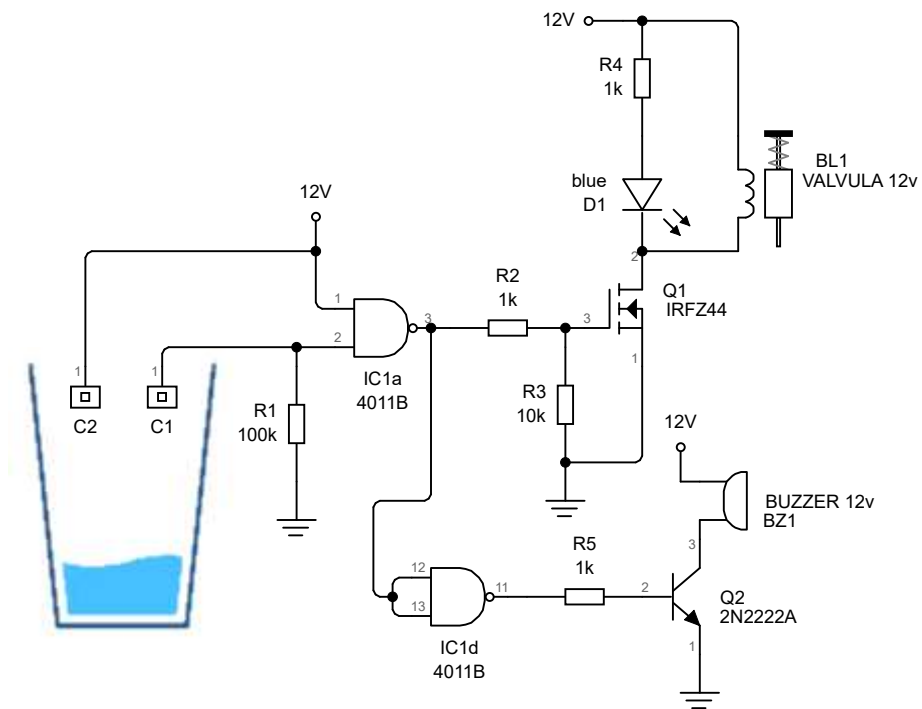 12V
R4
1k
blue
D1
BL1
VALVULA 12v
2
12V
1
2
3
IC1a
4011B
R2
1k
3
Q1
IRFZ44
1
1
1
C2
C1
R1
100k
R3
10k
12V
BUZZER 12v
BZ1
3
12
13
11
IC1d
4011B
R5
1k
2
Q2
2N2222A
1